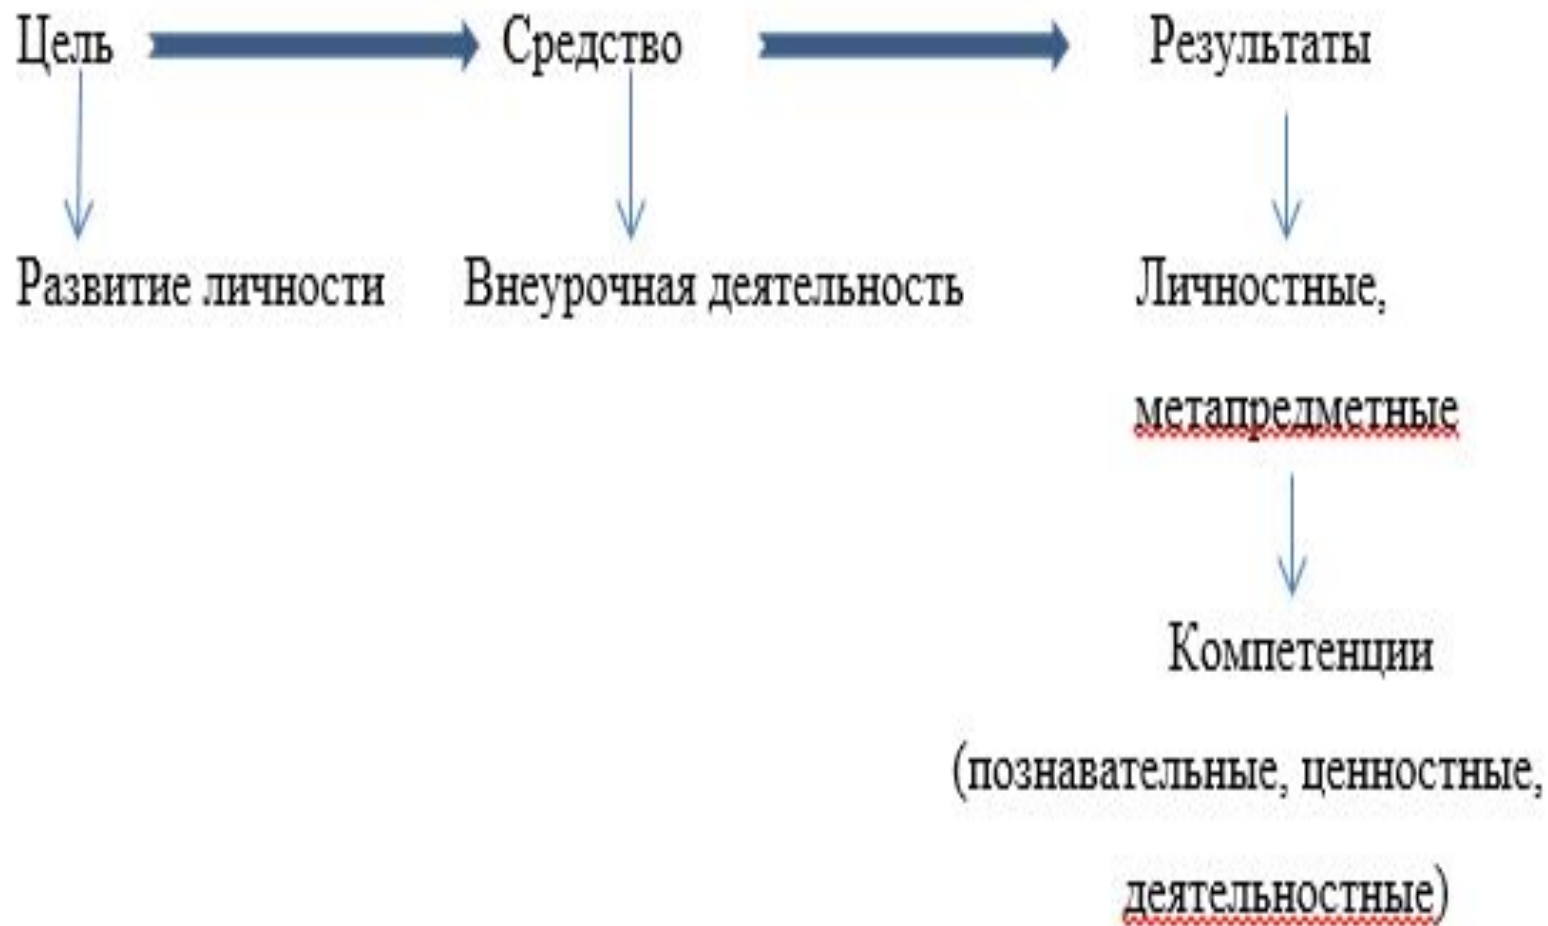 Цель Средство Результаты
Развитие личности Внеурочная деятельность Личностные,
метапредметные
Компетенции
(познавательные, ценностные,
деятельностные)